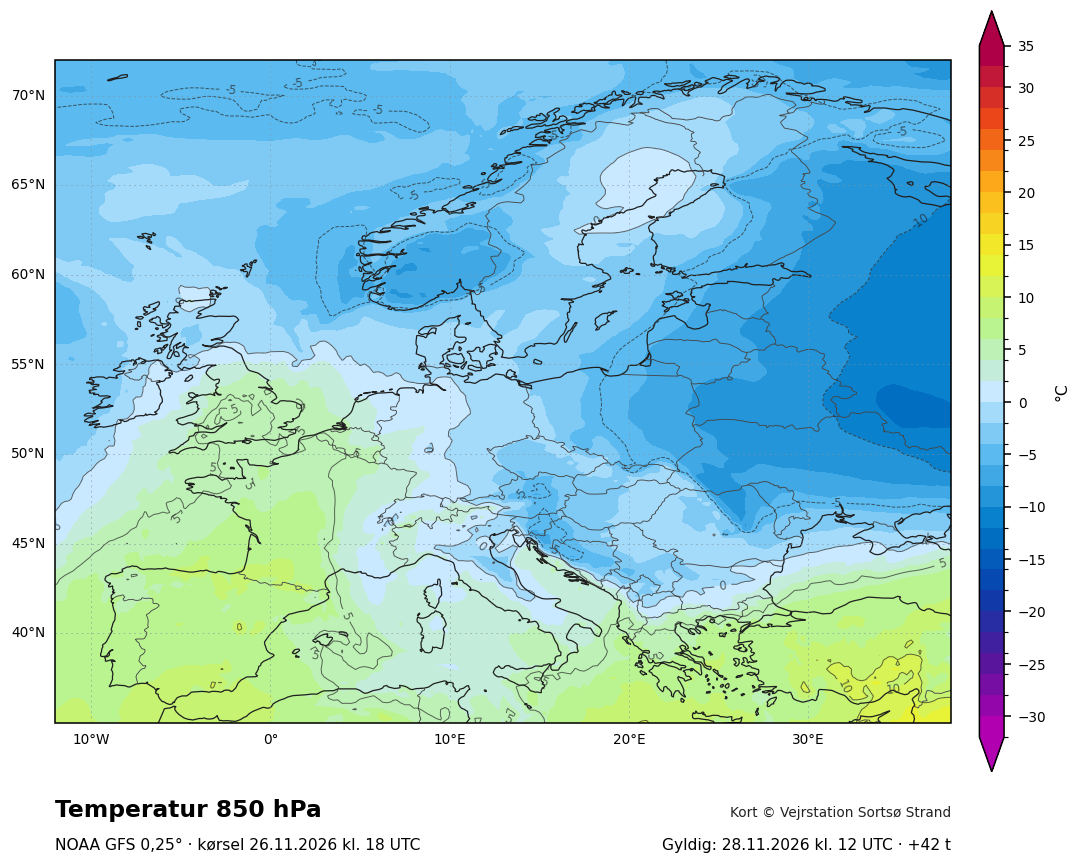 70°N
65°N
60°N
55°N
50°N
45°N
40°N
10°W
0°
10°E
20°E
30°E
35
30
25
20
15
10
5
0
−5
−10
−15
−20
−25
−30
°C
Temperatur 850 hPa
Kort © Vejrstation Sortsø Strand
NOAA GFS 0,25° · kørsel 26.11.2026 kl. 18 UTC
Gyldig: 28.11.2026 kl. 12 UTC · +42 t